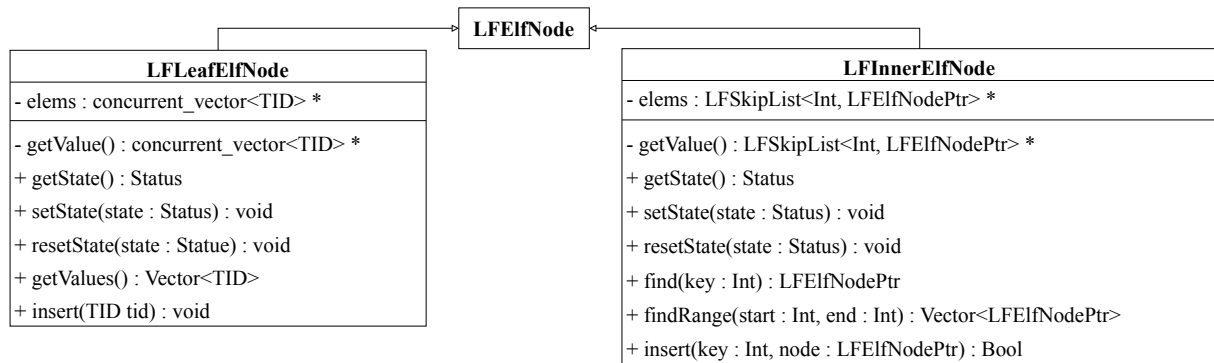 LFElfNode
LFLeafElfNode
- elems : concurrent_vector<TID> *
- getValue() : concurrent_vector<TID> *
+ getState() : Status
+ setState(state : Status) : void
+ resetState(state : Statue) : void
+ getValues() : Vector<TID>
+ insert(TID tid) : void
LFInnerElfNode
- elems : LFSkipList<Int, LFElfNodePtr> *
- getValue() : LFSkipList<Int, LFElfNodePtr> *
+ getState() : Status
+ setState(state : Status) : void
+ resetState(state : Status) : void
+ find(key : Int) : LFElfNodePtr
+ findRange(start : Int, end : Int) : Vector<LFElfNodePtr>
+ insert(key : Int, node : LFElfNodePtr) : Bool